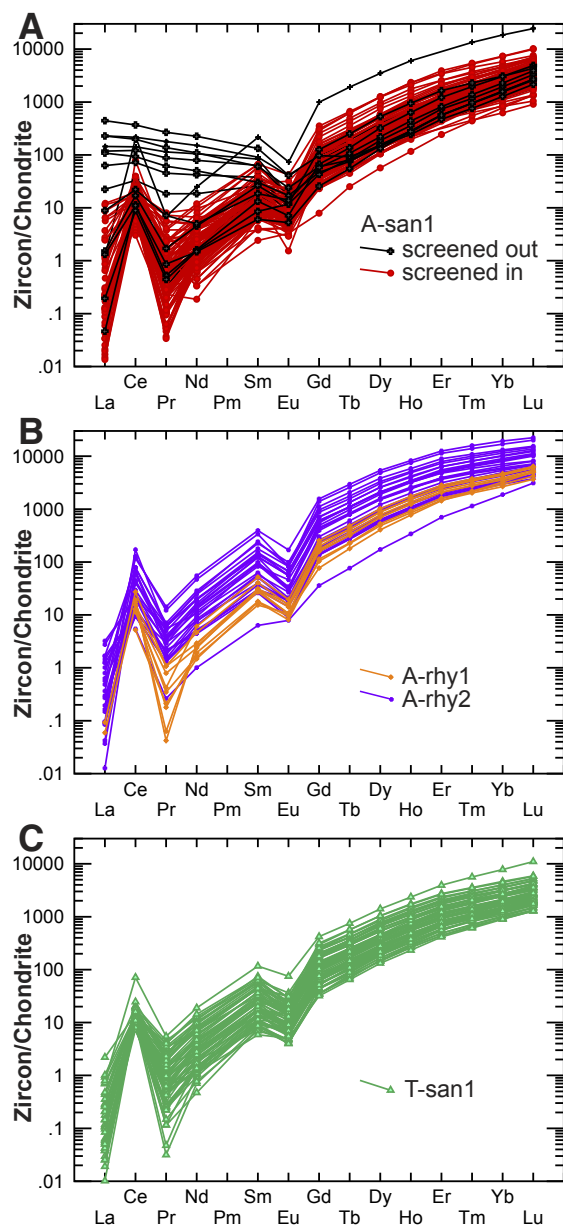 A
10000
1000
100
10
1
.1
.01
Zircon/Chondrite
A-san1
screened out
screened in
Ce Nd Sm Gd Dy Er Yb
La Pr Pm Eu Tb Ho Tm Lu
B
10000
1000
100
10
1
.1
.01
Zircon/Chondrite
A-rhy1
A-rhy2
Ce Nd Sm Gd Dy Er Yb
La Pr Pm Eu Tb Ho Tm Lu
C
10000
1000
100
10
1
.1
.01
Zircon/Chondrite
T-san1
Ce Nd Sm Gd Dy Er Yb
La Pr Pm Eu Tb Ho Tm Lu